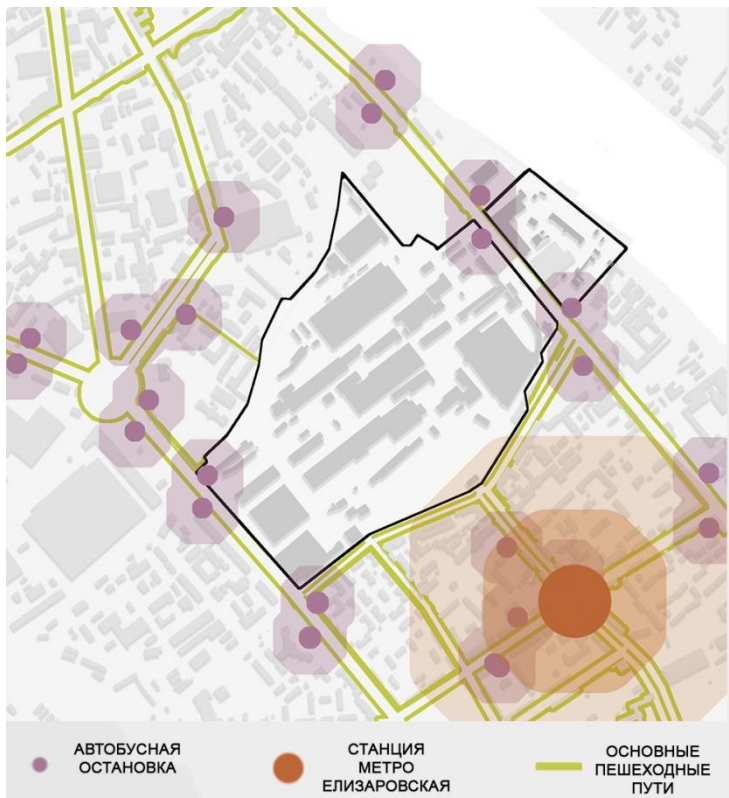 АВТОБУСНАЯ
ОСТАНОВКА
СТАНЦИЯ
МЕТРО
ЕЛИЗАРОВСКАЯ
ОСНОВНЫЕ
ПЕШЕХОДНЫЕ
ПУТИ